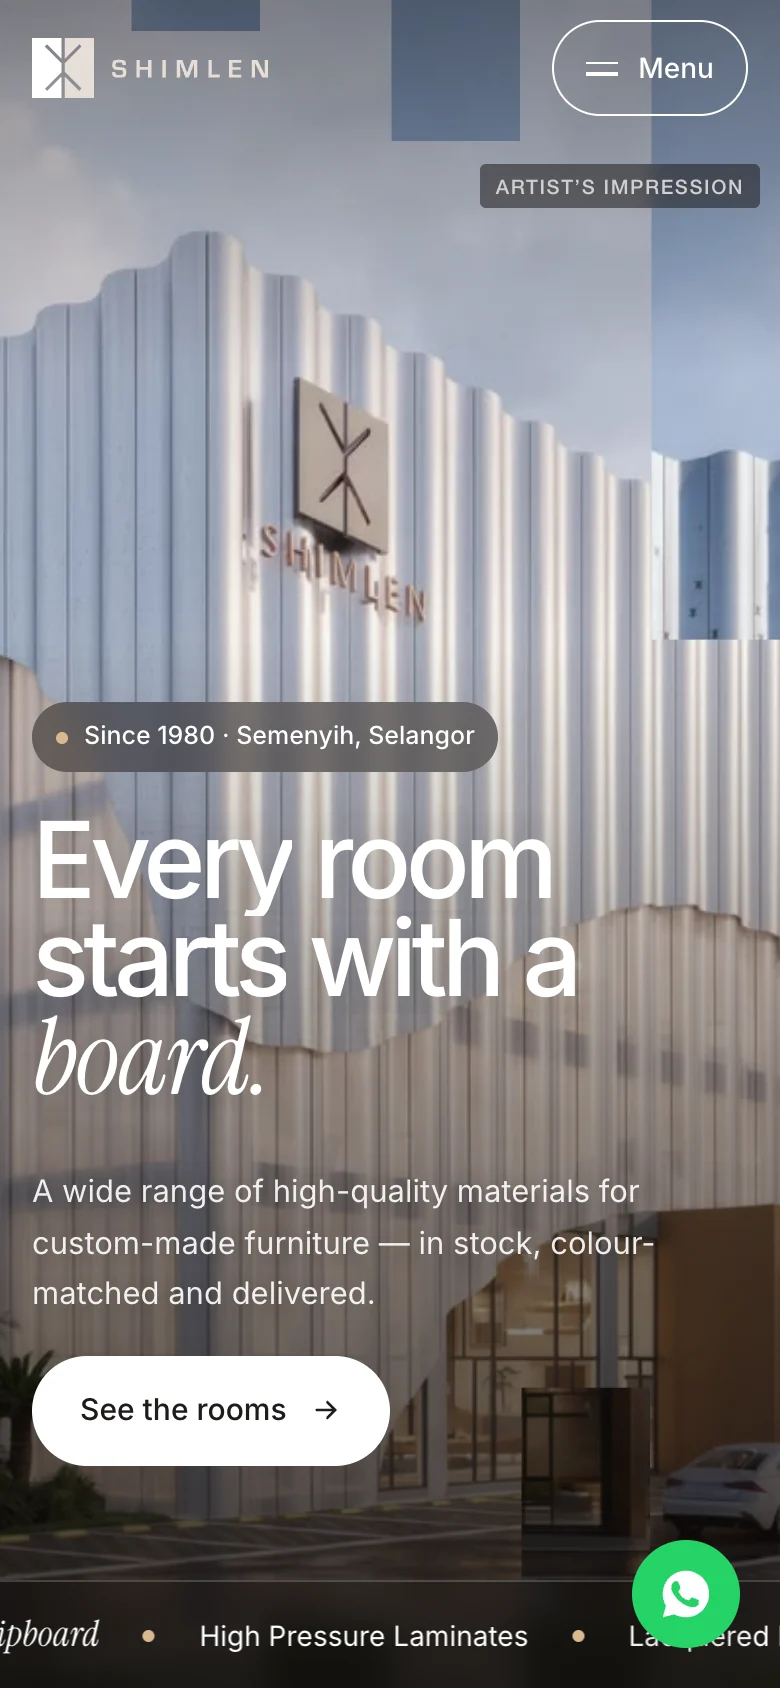 SHIMLEN
Menu
ARTIST’S IMPRESSION
SHIMLEN
Since 1980 · Semenyih, Selangor
Every room
starts with a
board.
A wide range of high-quality materials for
custom-made furniture — in stock, colour-
matched and delivered.
See the rooms →
ipboard • High Pressure Laminates •